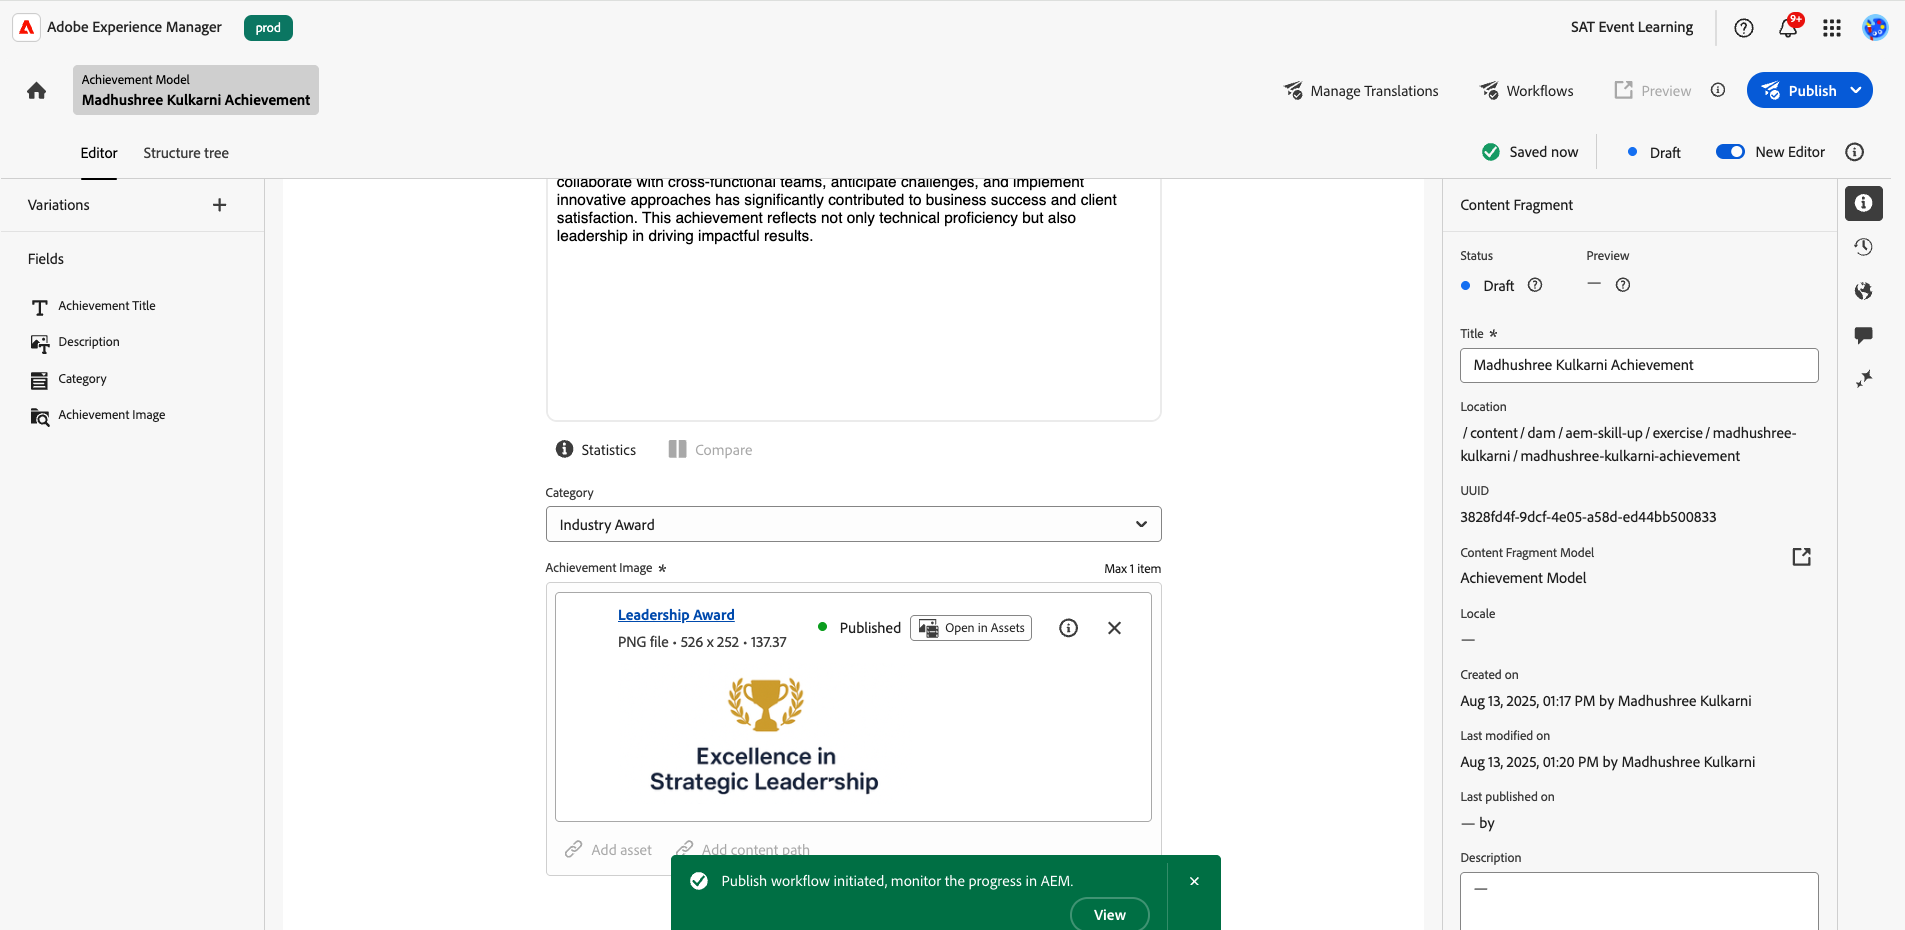 Adobe Experience Manager
prod
SAT Event Learning
9+
Achievement Model
Madhushree Kulkarni Achievement
Manage Translations
Workflows
Preview
Publish
Editor
Structure tree
Saved now
Draft
New Editor
Variations
Fields
Achievement Title
Description
Category
Achievement Image
collaborate with cross-functional teams, anticipate challenges, and implement
innovative approaches has significantly contributed to business success and client
satisfaction. This achievement reflects not only technical proficiency but also
leadership in driving impactful results.
Statistics
Compare
Category
Industry Award
Achievement Image *
Max 1 item
Leadership Award
PNG file • 526 x 252 • 137.37
Published
Open in Assets
Excellence in
Strategic Leadership
Add asset
Add content path
Publish workflow initiated, monitor the progress in AEM.
View
Content Fragment
Status
Preview
Draft
—
Title *
Madhushree Kulkarni Achievement
Location
/ content / dam / aem-skill-up / exercise / madhushree-
kulkarni / madhushree-kulkarni-achievement
UUID
3828fd4f-9dcf-4e05-a58d-ed44bb500833
Content Fragment Model
Achievement Model
Locale
—
Created on
Aug 13, 2025, 01:17 PM by Madhushree Kulkarni
Last modified on
Aug 13, 2025, 01:20 PM by Madhushree Kulkarni
Last published on
— by
Description
—